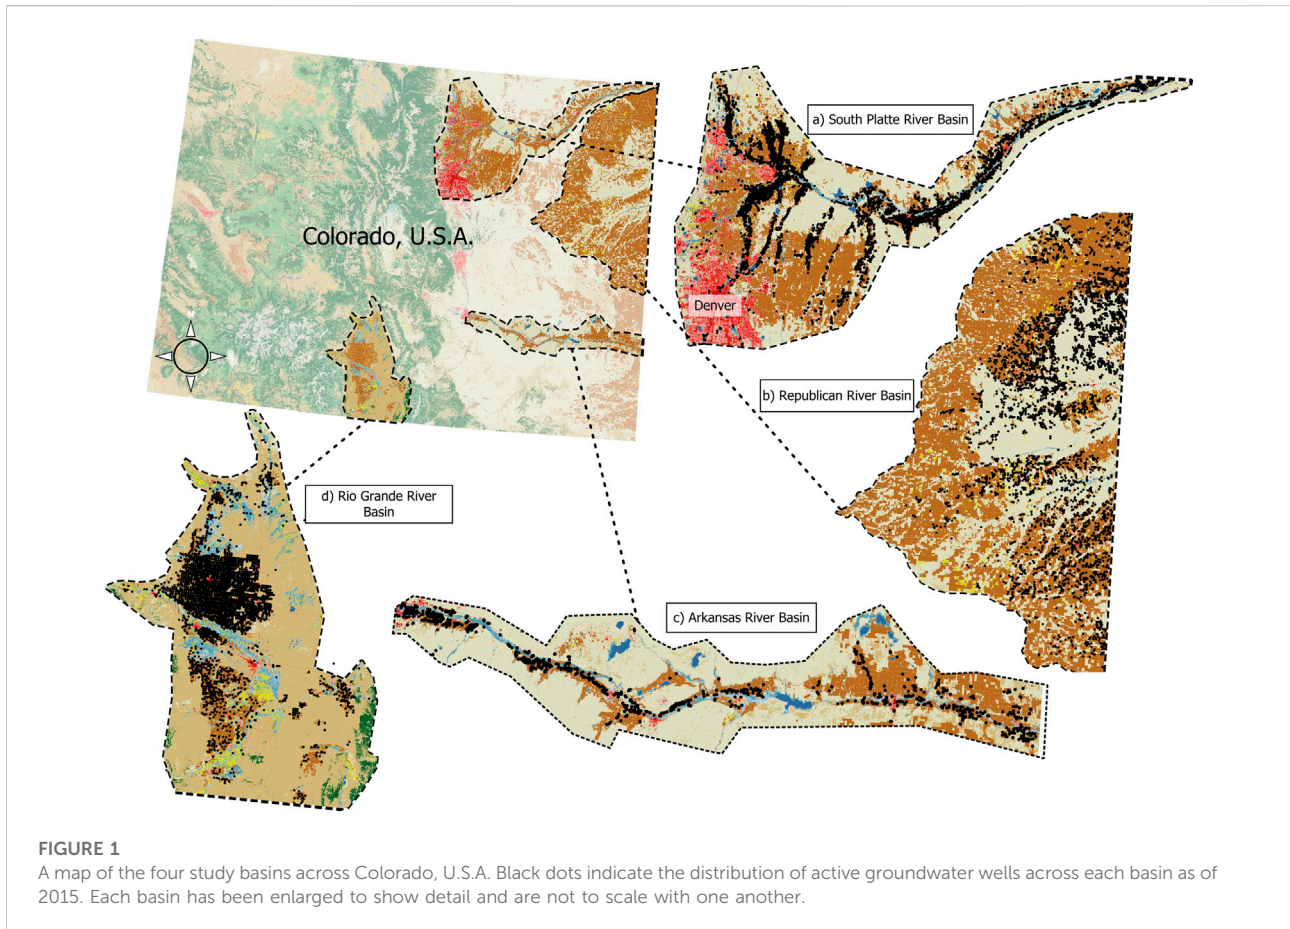 a) South Platte River Basin
Colorado, U.S.A.
Denver
b) Republican River Basin
d) Rio Grande River
Basin
c) Arkansas River Basin
FIGURE 1
A map of the four study basins across Colorado, U.S.A. Black dots indicate the distribution of active groundwater wells across each basin as of
2015. Each basin has been enlarged to show detail and are not to scale with one another.